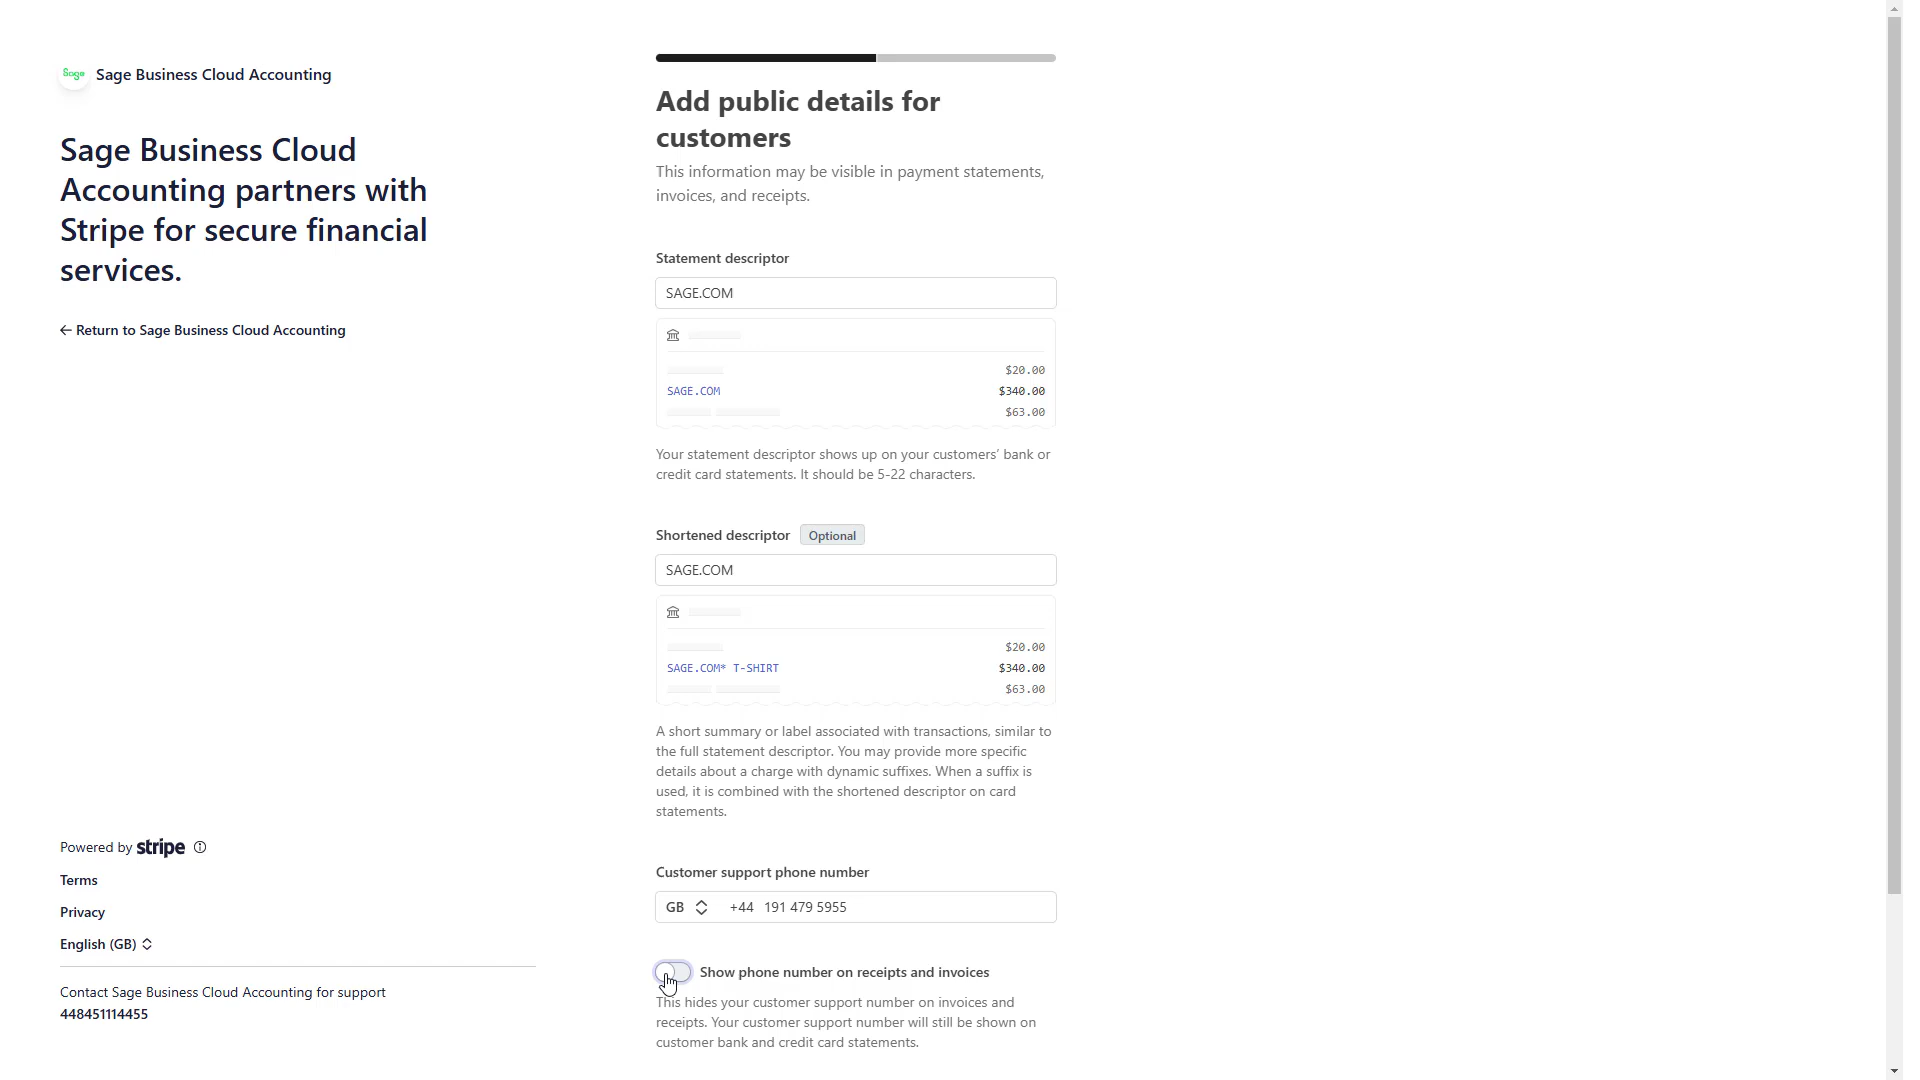 Sage
Sage Business Cloud Accounting
Sage Business Cloud
Accounting partners with
Stripe for secure financial
services.
Return to Sage Business Cloud Accounting
Powered by stripe
Terms
Privacy
English (GB)
Contact Sage Business Cloud Accounting for support
448451114455
Add public details for
customers
This information may be visible in payment statements,
invoices, and receipts.
Statement descriptor
SAGE.COM
$20.00
SAGE.COM $340.00
$63.00
Your statement descriptor shows up on your customers’ bank or
credit card statements. It should be 5-22 characters.
Shortened descriptor Optional
SAGE.COM
$20.00
SAGE.COM* T-SHIRT $340.00
$63.00
A short summary or label associated with transactions, similar to
the full statement descriptor. You may provide more specific
details about a charge with dynamic suffixes. When a suffix is
used, it is combined with the shortened descriptor on card
statements.
Customer support phone number
GB +44 191 479 5955
Show phone number on receipts and invoices
This hides your customer support number on invoices and
receipts. Your customer support number will still be shown on
customer bank and credit card statements.